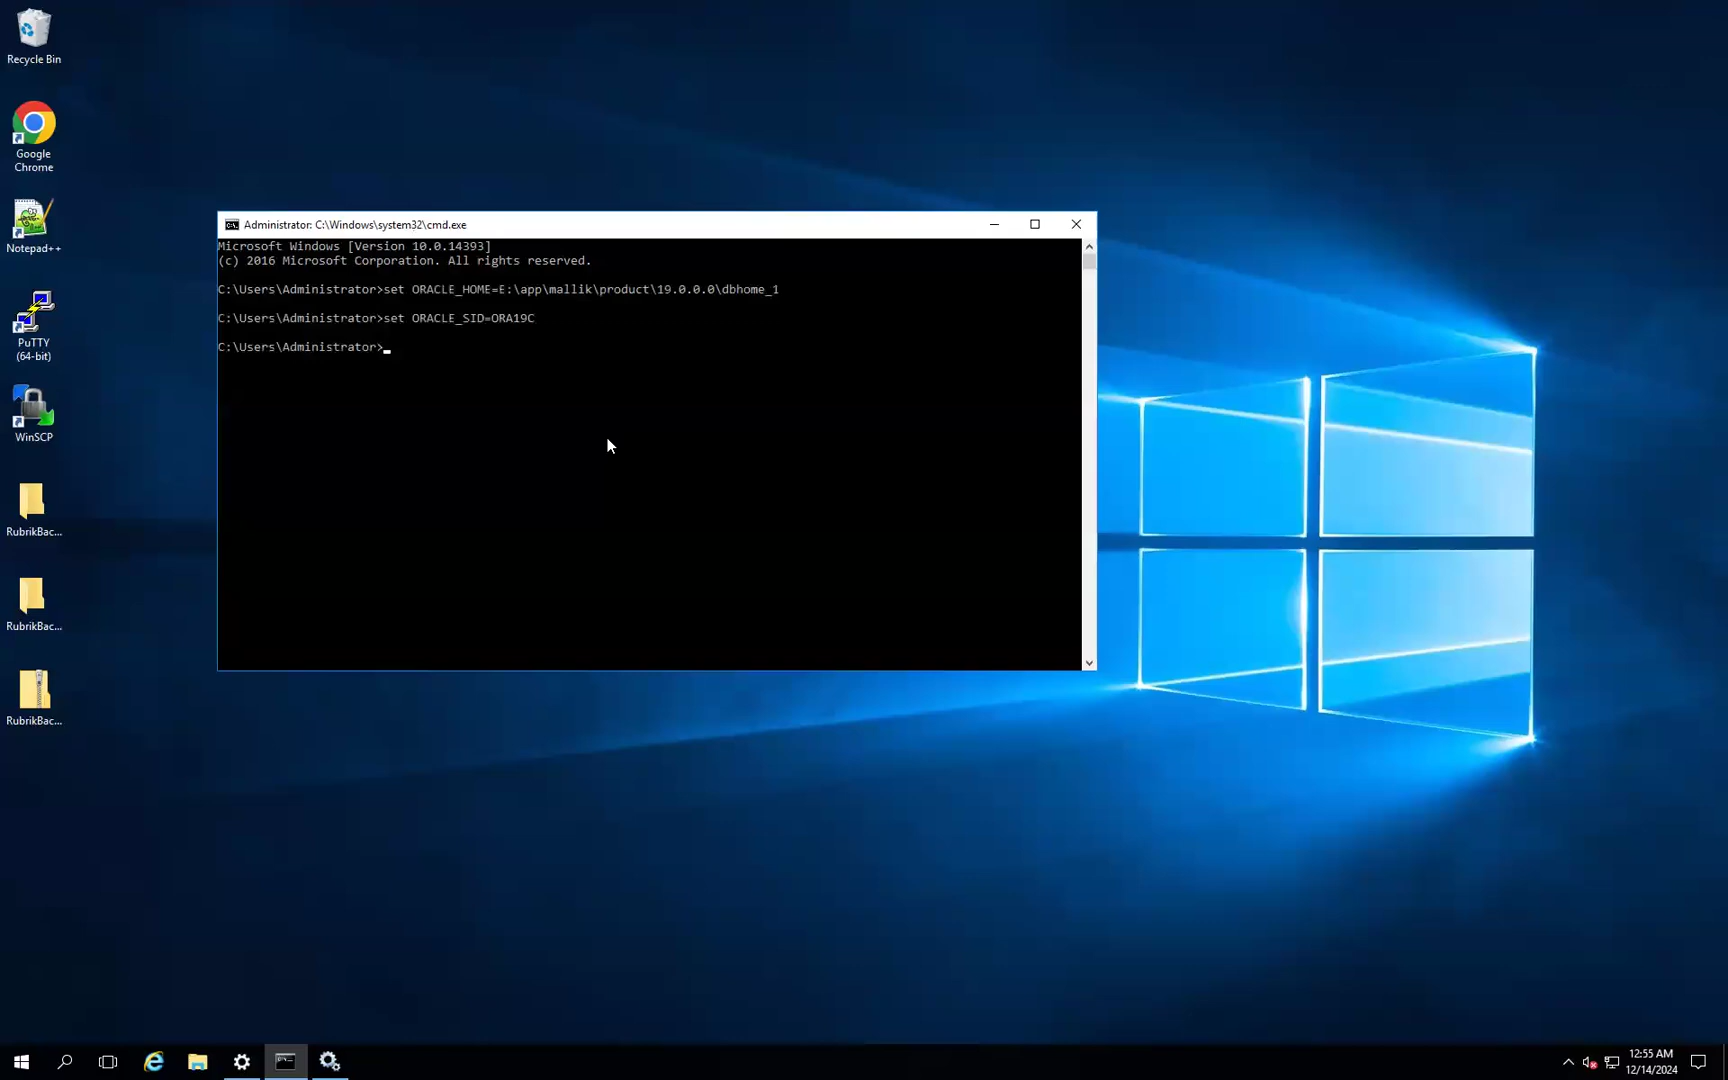 Recycle Bin
Google
Chrome
Notepad++
PuTTY
(64-bit)
WinSCP
RubrikBac...
RubrikBac...
RubrikBac...
Administrator: C:\Windows\system32\cmd.exe
Microsoft Windows [Version 10.0.14393]
(c) 2016 Microsoft Corporation. All rights reserved.
C:\Users\Administrator>set ORACLE_HOME=E:\app\mallik\product\19.0.0.0\dbhome_1
C:\Users\Administrator>set ORACLE_SID=ORA19C
C:\Users\Administrator>
12:55 AM
12/14/2024